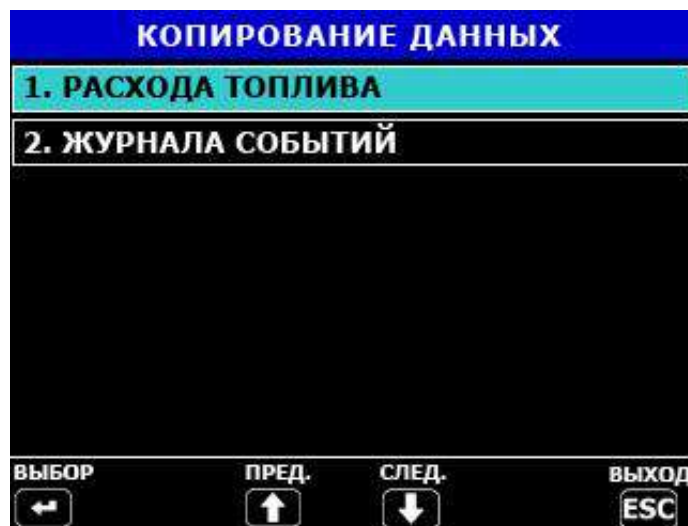 КОПИРОВАНИЕ ДАННЫХ
1. РАСХОДА ТОПЛИВА
2. ЖУРНАЛА СОБЫТИЙ
ВЫБОР ПРЕД. СЛЕД. ВЫХОД
ESC